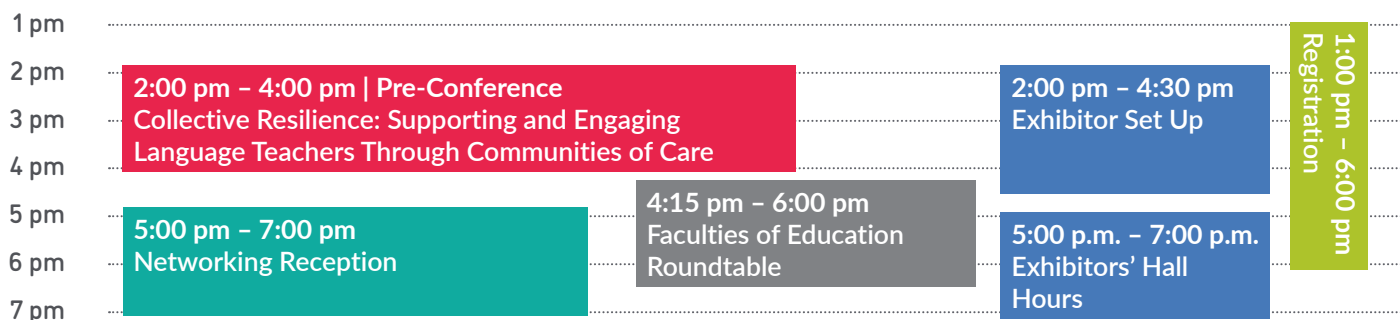 1 pm
2 pm
3 pm
4 pm
5 pm
6 pm
7 pm
2:00 pm – 4:00 pm | Pre-Conference
Collective Resilience: Supporting and Engaging
Language Teachers Through Communities of Care
5:00 pm – 7:00 pm
Networking Reception
4:15 pm – 6:00 pm
Faculties of Education
Roundtable
2:00 pm – 4:30 pm
Exhibitor Set Up
5:00 p.m. – 7:00 p.m.
Exhibitors’ Hall
Hours
1:00 pm – 6:00 pm
Registration